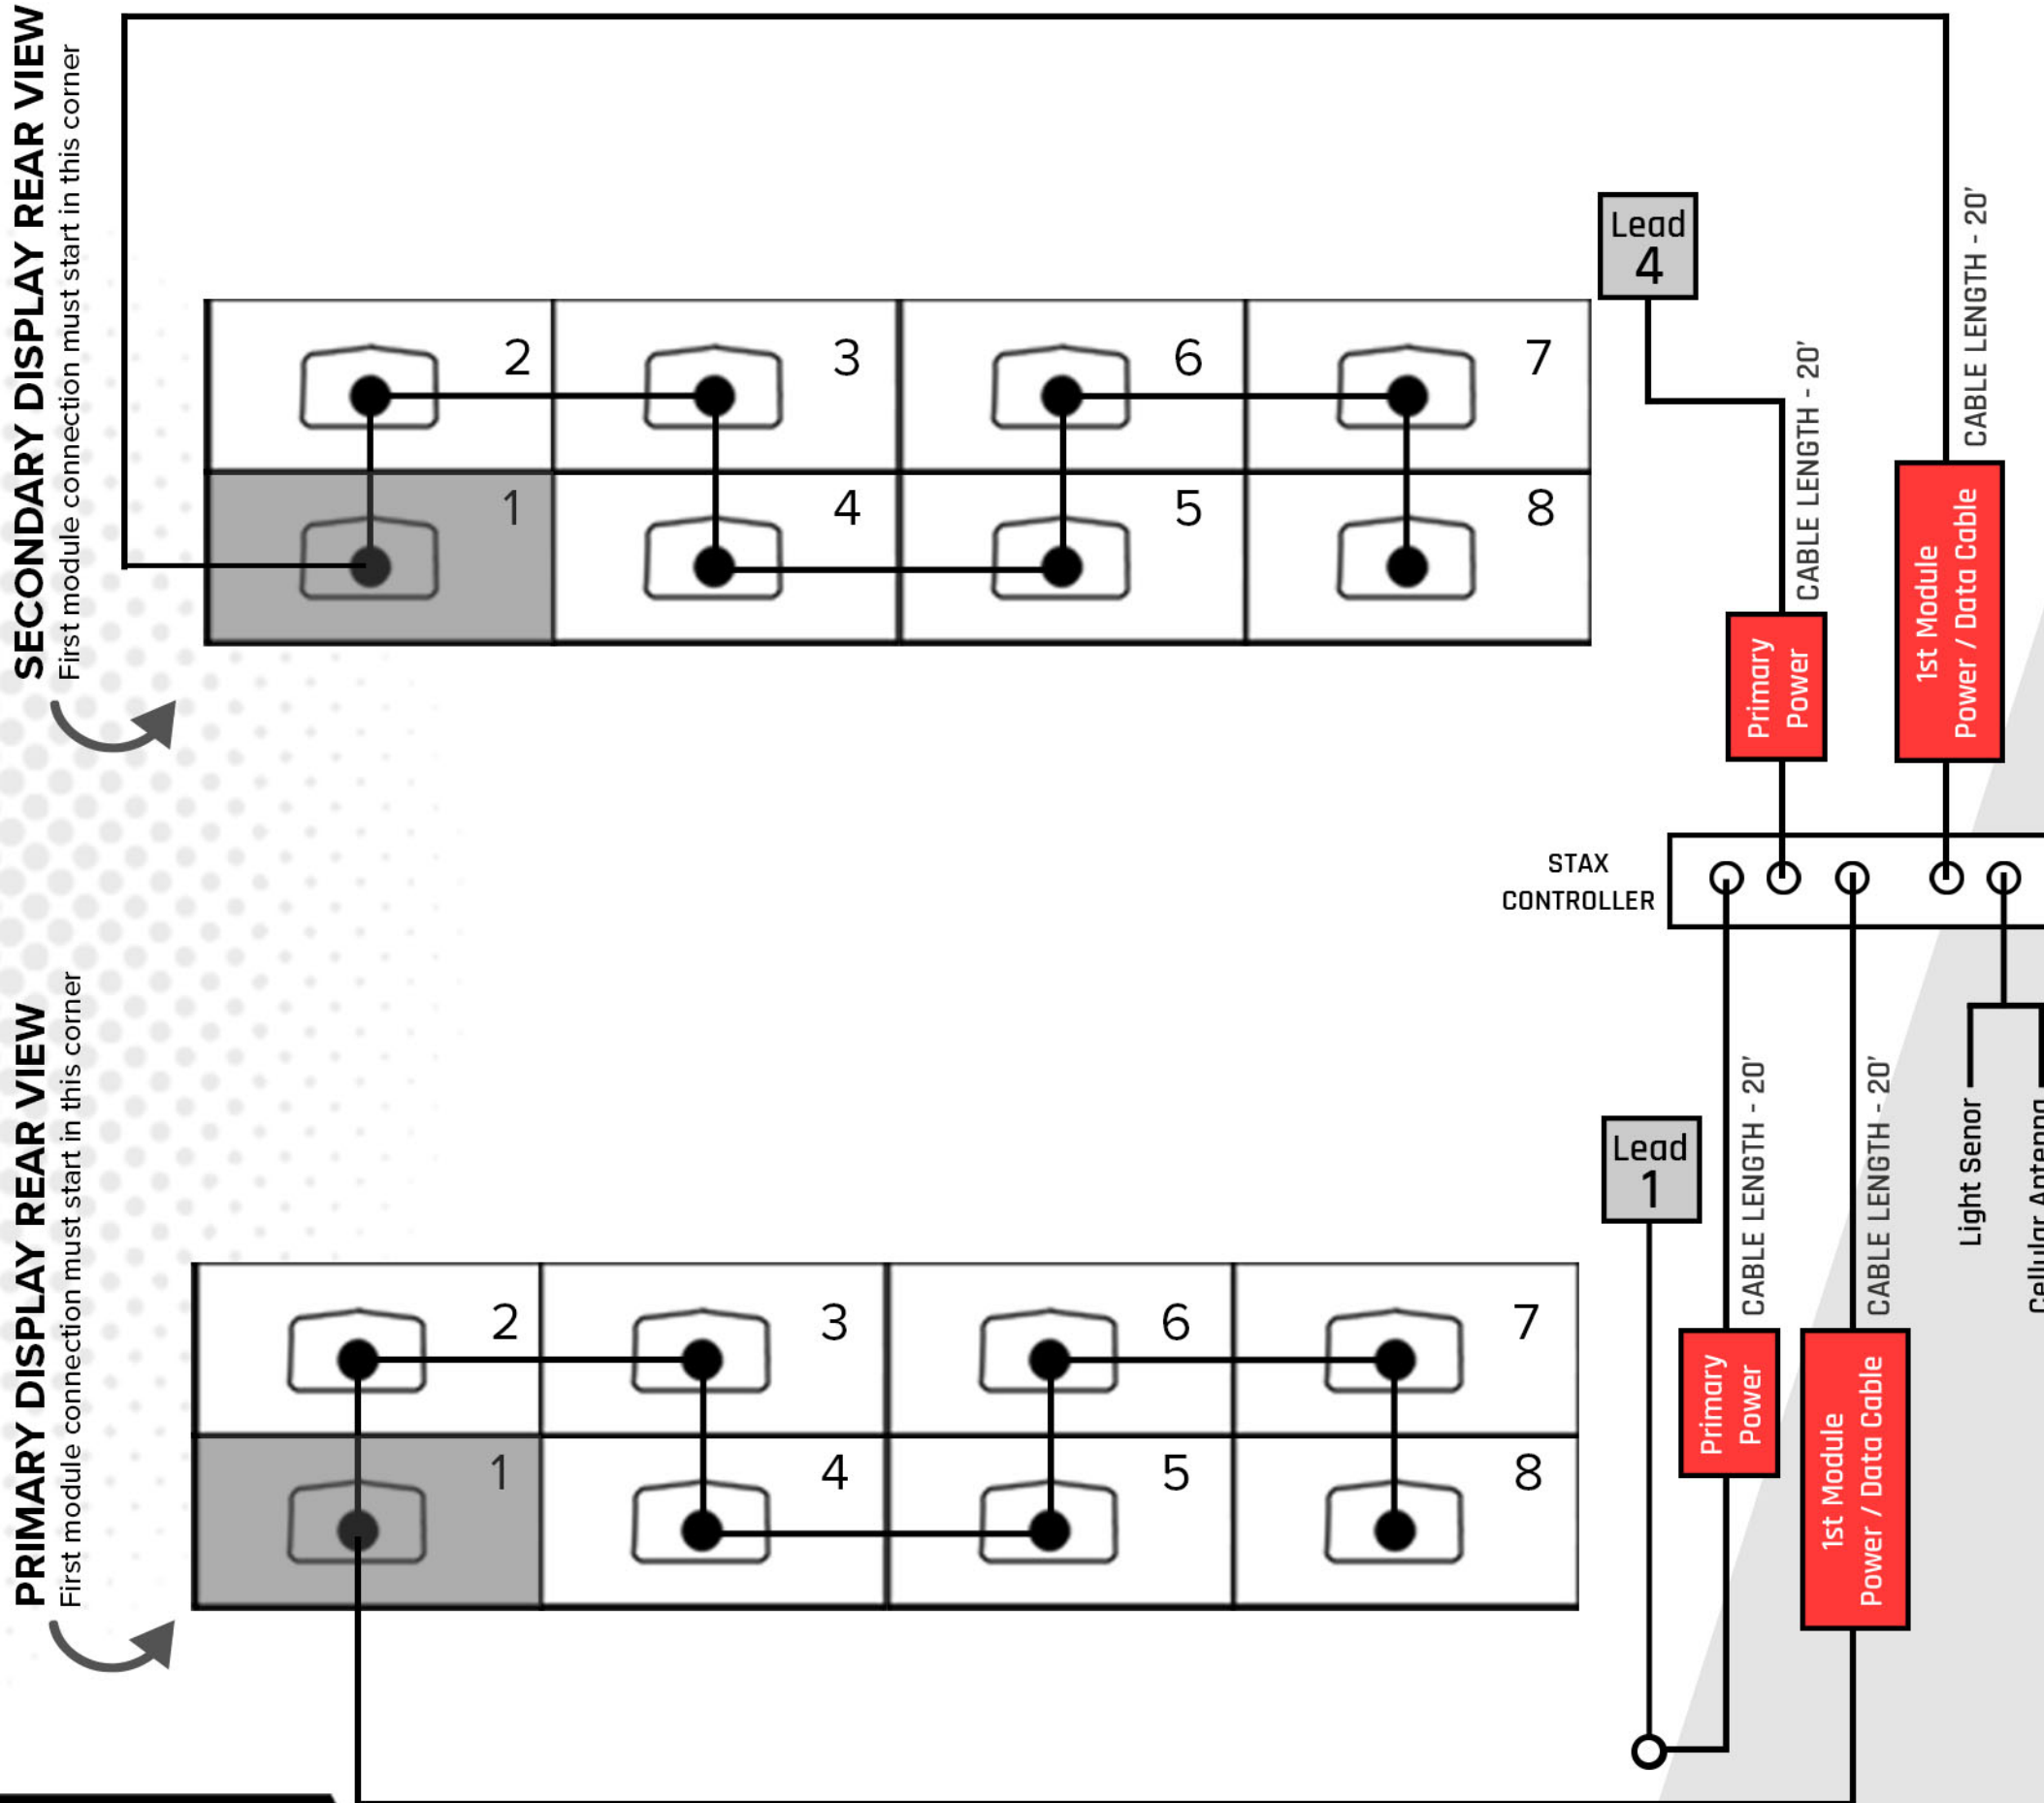 SECONDARY DISPLAY REAR VIEW
First module connection must start in this corner
2
3
6
7
1
4
5
8
Lead
4
CABLE LENGTH - 20'
CABLE LENGTH - 20'
Primary
Power
1st Module
Power / Data Cable
STAX
CONTROLLER
PRIMARY DISPLAY REAR VIEW
First module connection must start in this corner
2
3
6
7
1
4
5
8
Lead
1
CABLE LENGTH - 20'
CABLE LENGTH - 20'
Primary
Power
1st Module
Power / Data Cable
Light Senor
Cellular Antenna